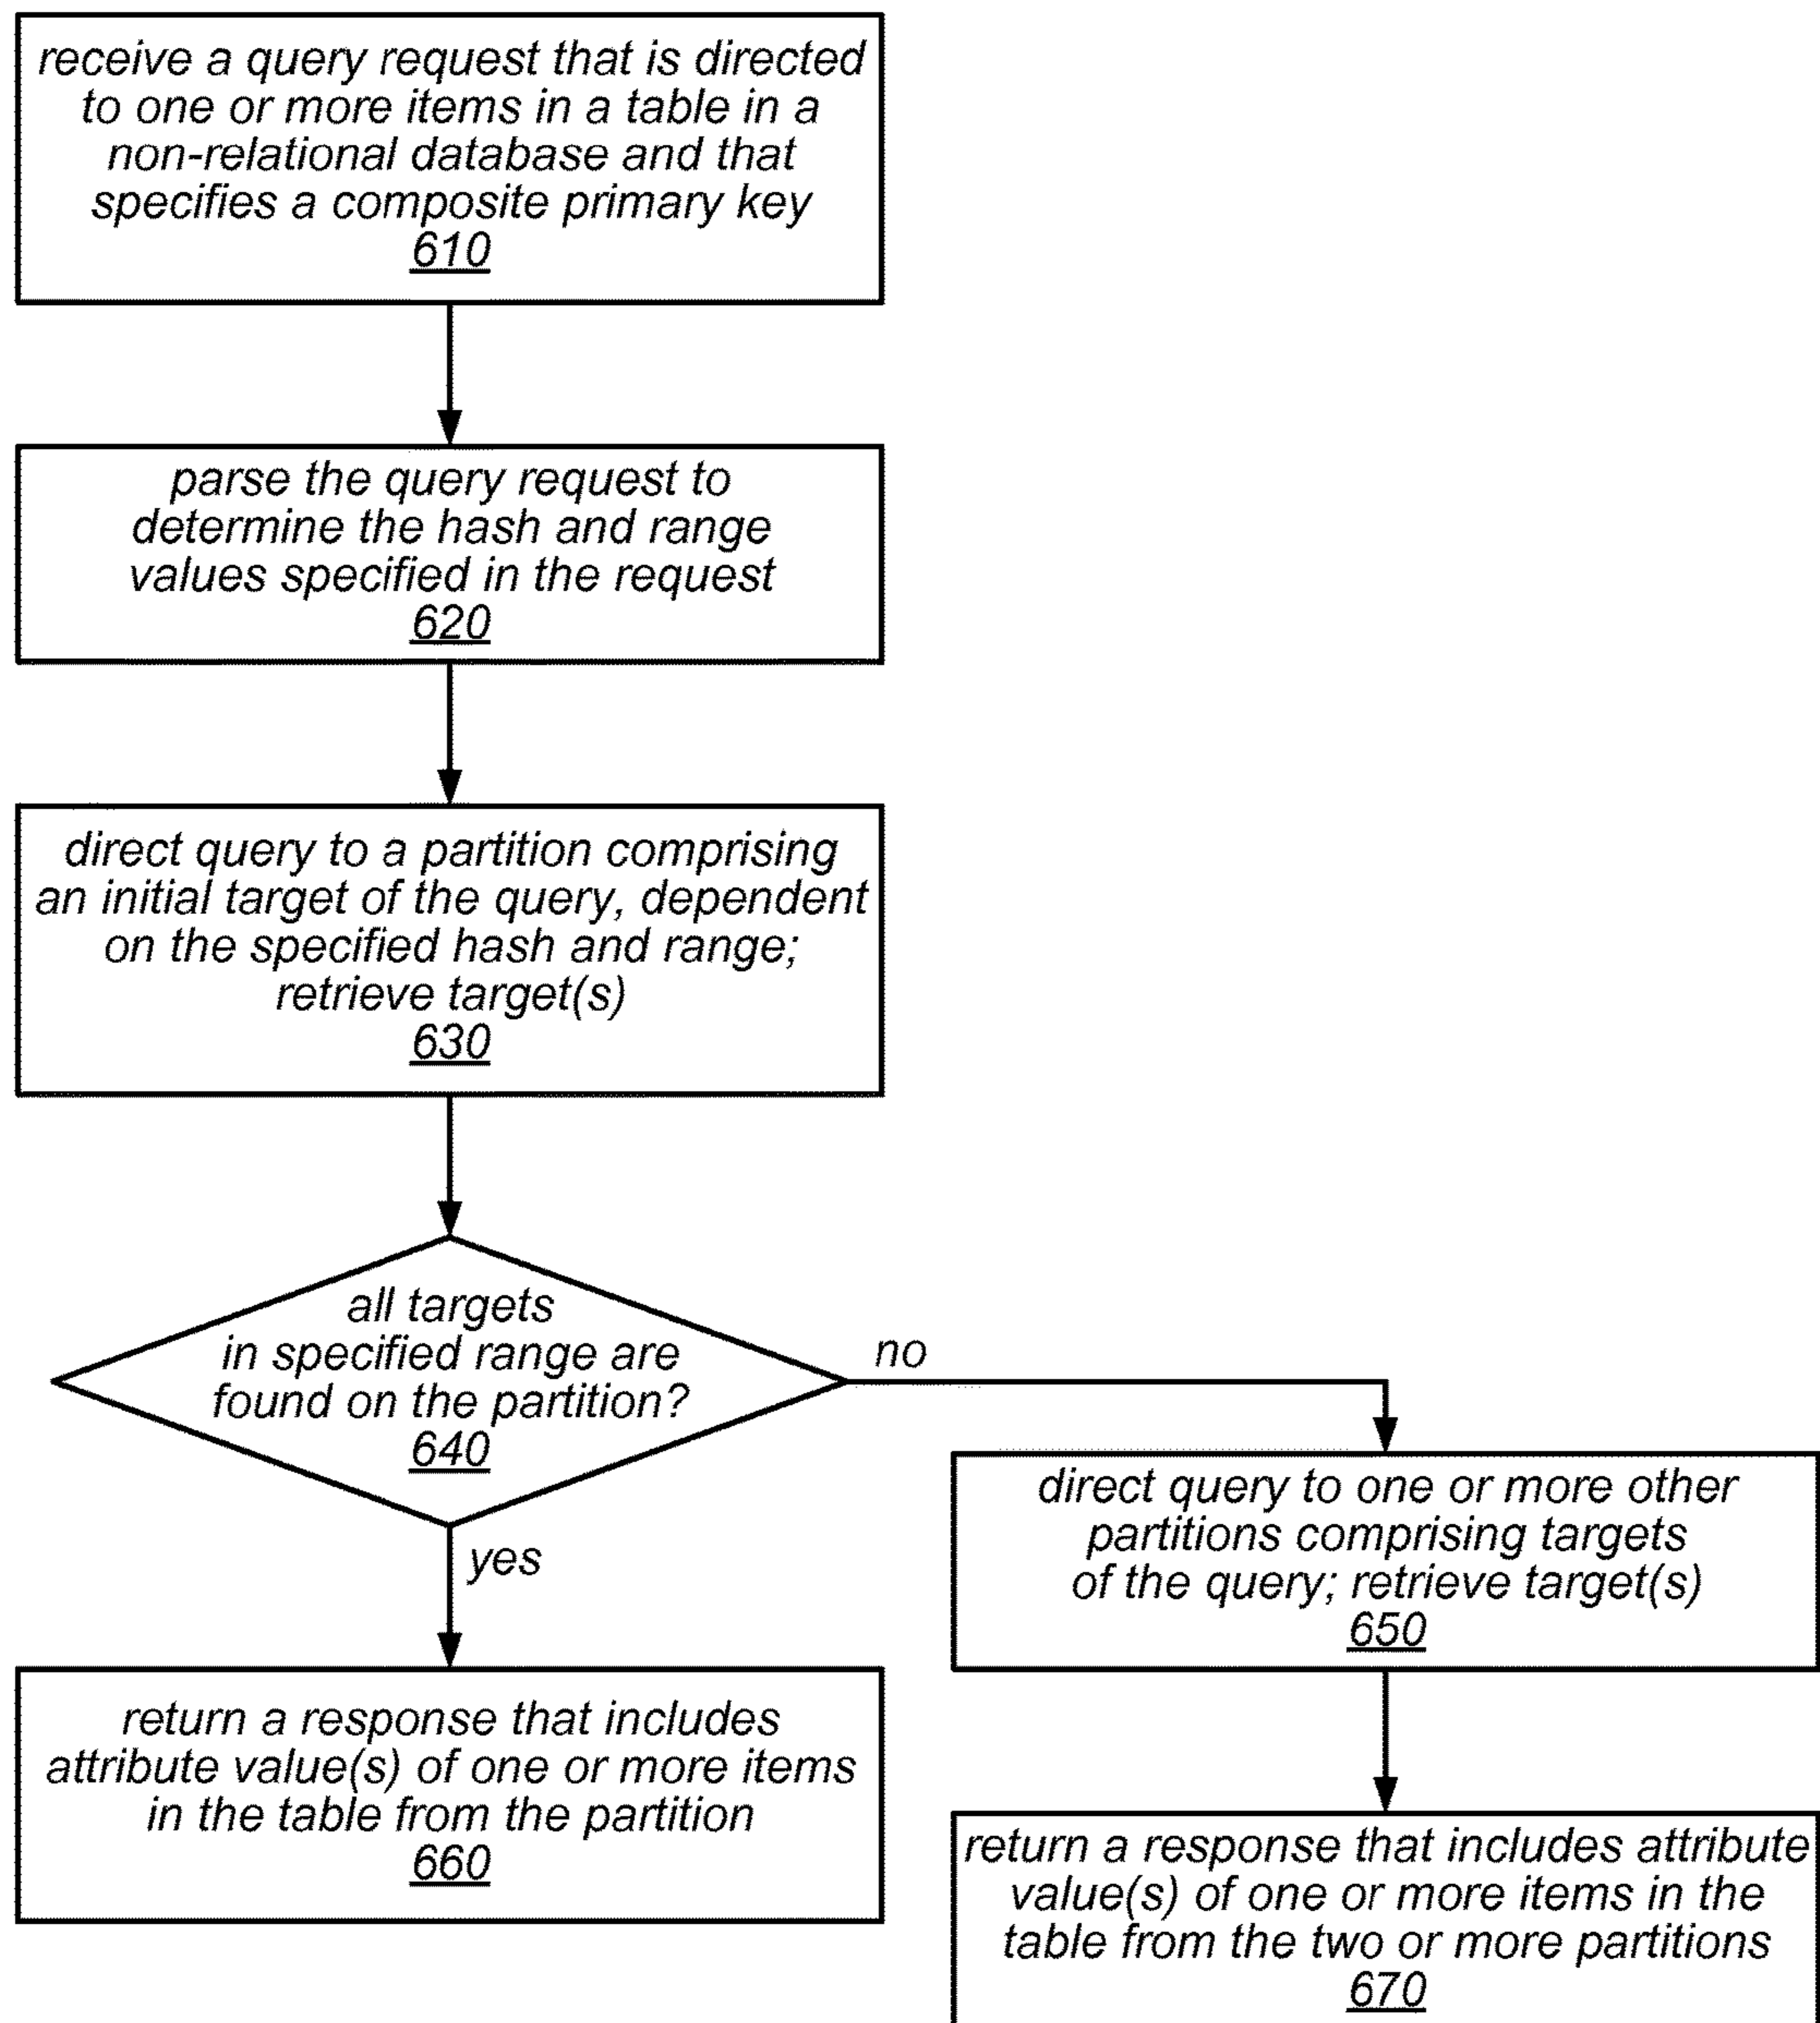 receive a query request that is directed
to one or more items in a table in a
non-relational database and that
specifies a composite primary key
610
parse the query request to
determine the hash and range
values specified in the request
620
direct query to a partition comprising
an initial target of the query, dependent
on the specified hash and range;
retrieve target(s)
630
all targets
in specified range are
found on the partition?
640
no
yes
direct query to one or more other
partitions comprising targets
of the query; retrieve target(s)
650
return a response that includes
attribute value(s) of one or more items
in the table from the partition
660
return a response that includes attribute
value(s) of one or more items in the
table from the two or more partitions
670